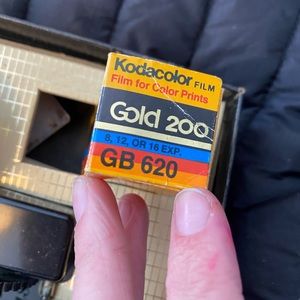 Kodacolor FILM
Film for Color Prints
Gold 200
8, 12, OR 16 EXP.
GB 620